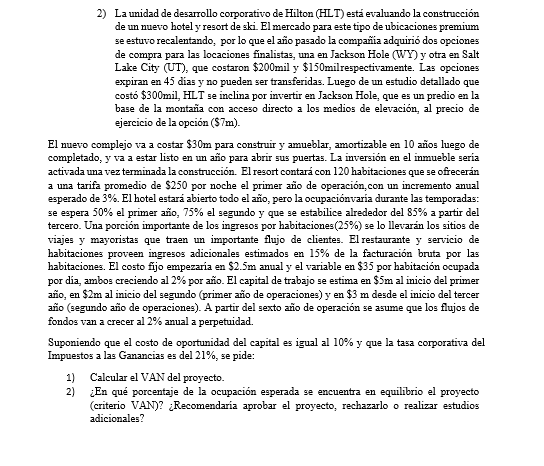 2) La unidad de desarrollo corporativo de Hilton (HLT) está evaluando la construcción
de un nuevo hotel y resort de ski. El mercado para este tipo de ubicaciones premium
se estuvo recalentando, por lo que el año pasado la compañía adquirió dos opciones
de compra para las locaciones finalistas, una en Jackson Hole (WY) y otra en Salt
Lake City (UT), que costaron $200mil y $150milrespectivamente. Las opciones
expiran en 45 días y no pueden ser transferidas. Luego de un estudio detallado que
costó $300mil, HLT se inclina por invertir en Jackson Hole, que es un predio en la
base de la montaña con acceso directo a los medios de elevación, al precio de
ejercicio de la opción ($7m).
El nuevo complejo va a costar $30m para construir y amueblar, amortizable en 10 años luego de
completado, y va a estar listo en un año para abrir sus puertas. La inversión en el inmueble sería
activada una vez terminada la construcción. El resort contará con 120 habitaciones que se ofrecerán
a una tarifa promedio de $250 por noche el primer año de operación,con un incremento anual
esperado de 3%. El hotel estará abierto todo el año, pero la ocupaciónvaría durante las temporadas:
se espera 50% el primer año, 75% el segundo y que se estabilice alrededor del 85% a partir del
tercero. Una porción importante de los ingresos por habitaciones(25%) se lo llevarán los sitios de
viajes y mayoristas que traen un importante flujo de clientes. El restaurante y servicio de
habitaciones proveen ingresos adicionales estimados en 15% de la facturación bruta por las
habitaciones. El costo fijo empezaría en $2.5m anual y el variable en $35 por habitación ocupada
por día, ambos creciendo al 2% por año. El capital de trabajo se estima en $5m al inicio del primer
año, en $2m al inicio del segundo (primer año de operaciones) y en $3 m desde el inicio del tercer
año (segundo año de operaciones). A partir del sexto año de operación se asume que los flujos de
fondos van a crecer al 2% anual a perpetuidad.
Suponiendo que el costo de oportunidad del capital es igual al 10% y que la tasa corporativa del
Impuestos a las Ganancias es del 21%, se pide:
1) Calcular el VAN del proyecto.
2) ¿En qué porcentaje de la ocupación esperada se encuentra en equilibrio el proyecto
(criterio VAN)? ¿Recomendaría aprobar el proyecto, rechazarlo o realizar estudios
adicionales?